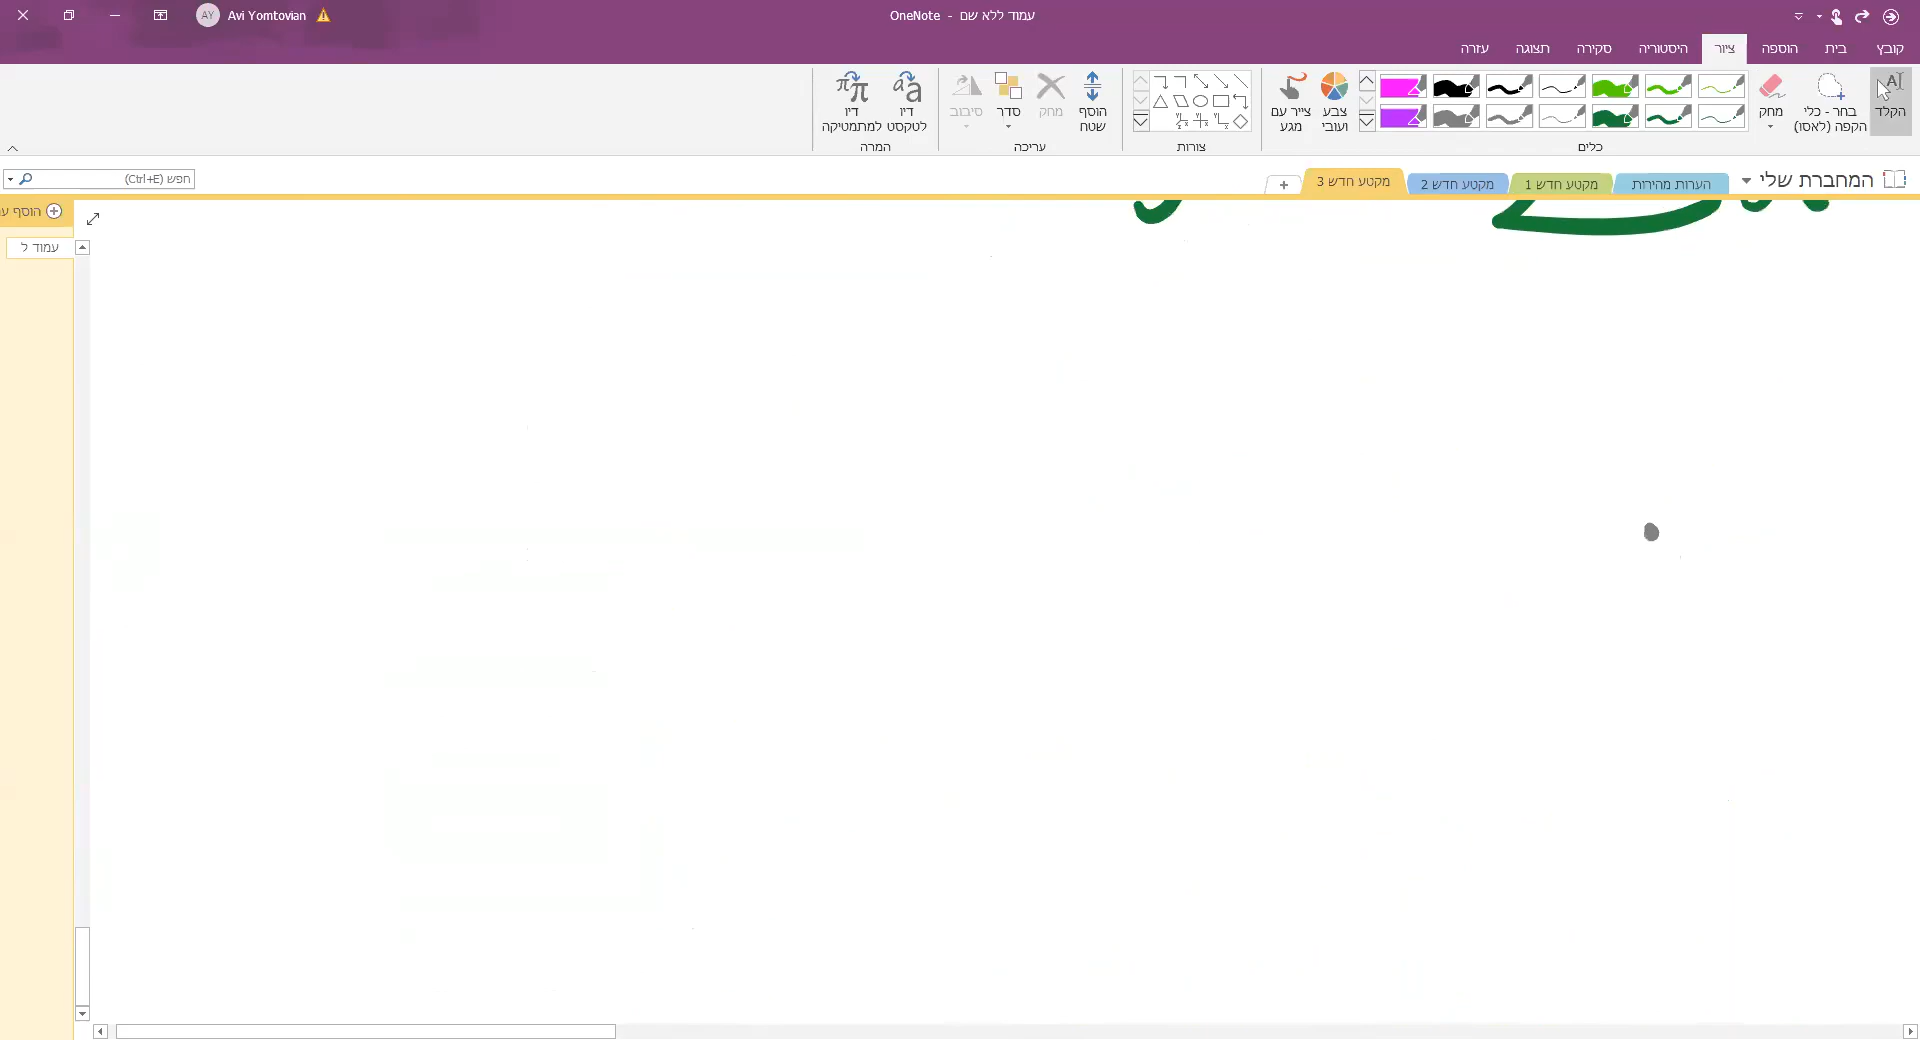 עמוד ללא שם - OneNote
Avi Yomtovian
AY
קובץ
בית
הוספה
ציור
היסטוריה
סקירה
תצוגה
עזרה
הקלד
בחר - כלי
הקפה (לאסו)
מחק
כלים
צבע
ועובי
צייר עם
מגע
צורות
הוסף
שטח
מחק
סדר
סיבוב
עריכה
דיו
לטקסט
דיו
למתמטיקה
המרה
המחברת שלי
הערות מהירות
מקטע חדש 1
מקטע חדש 2
מקטע חדש 3
חפש (Ctrl+E)
הוסף
עמוד ל